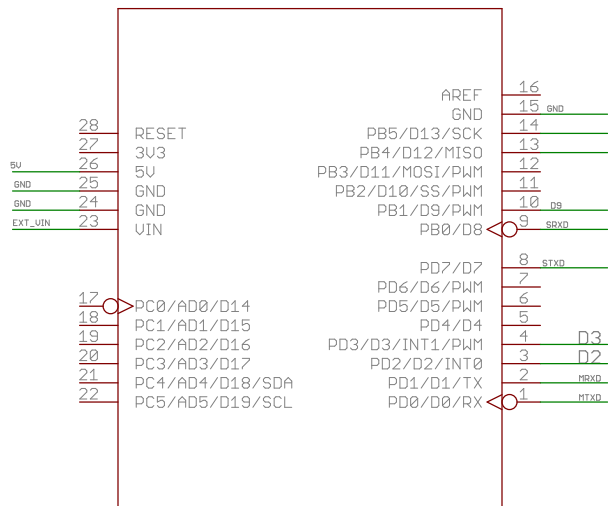 AREF 16
GND 15 GND
28 RESET PB5/D13/SCK 14
27 3V3 PB4/D12/MISO 13
5V 26 5V PB3/D11/MOSI/PWM 12
GND 25 GND PB2/D10/SS/PWM 11
GND 24 GND PB1/D9/PWM 10 D9
EXT_VIN 23 VIN PB0/D8 9 SRXD
PD7/D7 8 STXD
PD6/D6/PWM 7
17 PC0/AD0/D14 PD5/D5/PWM 6
18 PC1/AD1/D15 PD4/D4 5
19 PC2/AD2/D16 PD3/D3/INT1/PWM 4 D3
20 PC3/AD3/D17 PD2/D2/INT0 3 D2
21 PC4/AD4/D18/SDA PD1/D1/TX 2 MRXD
22 PC5/AD5/D19/SCL PD0/D0/RX 1 MTXD